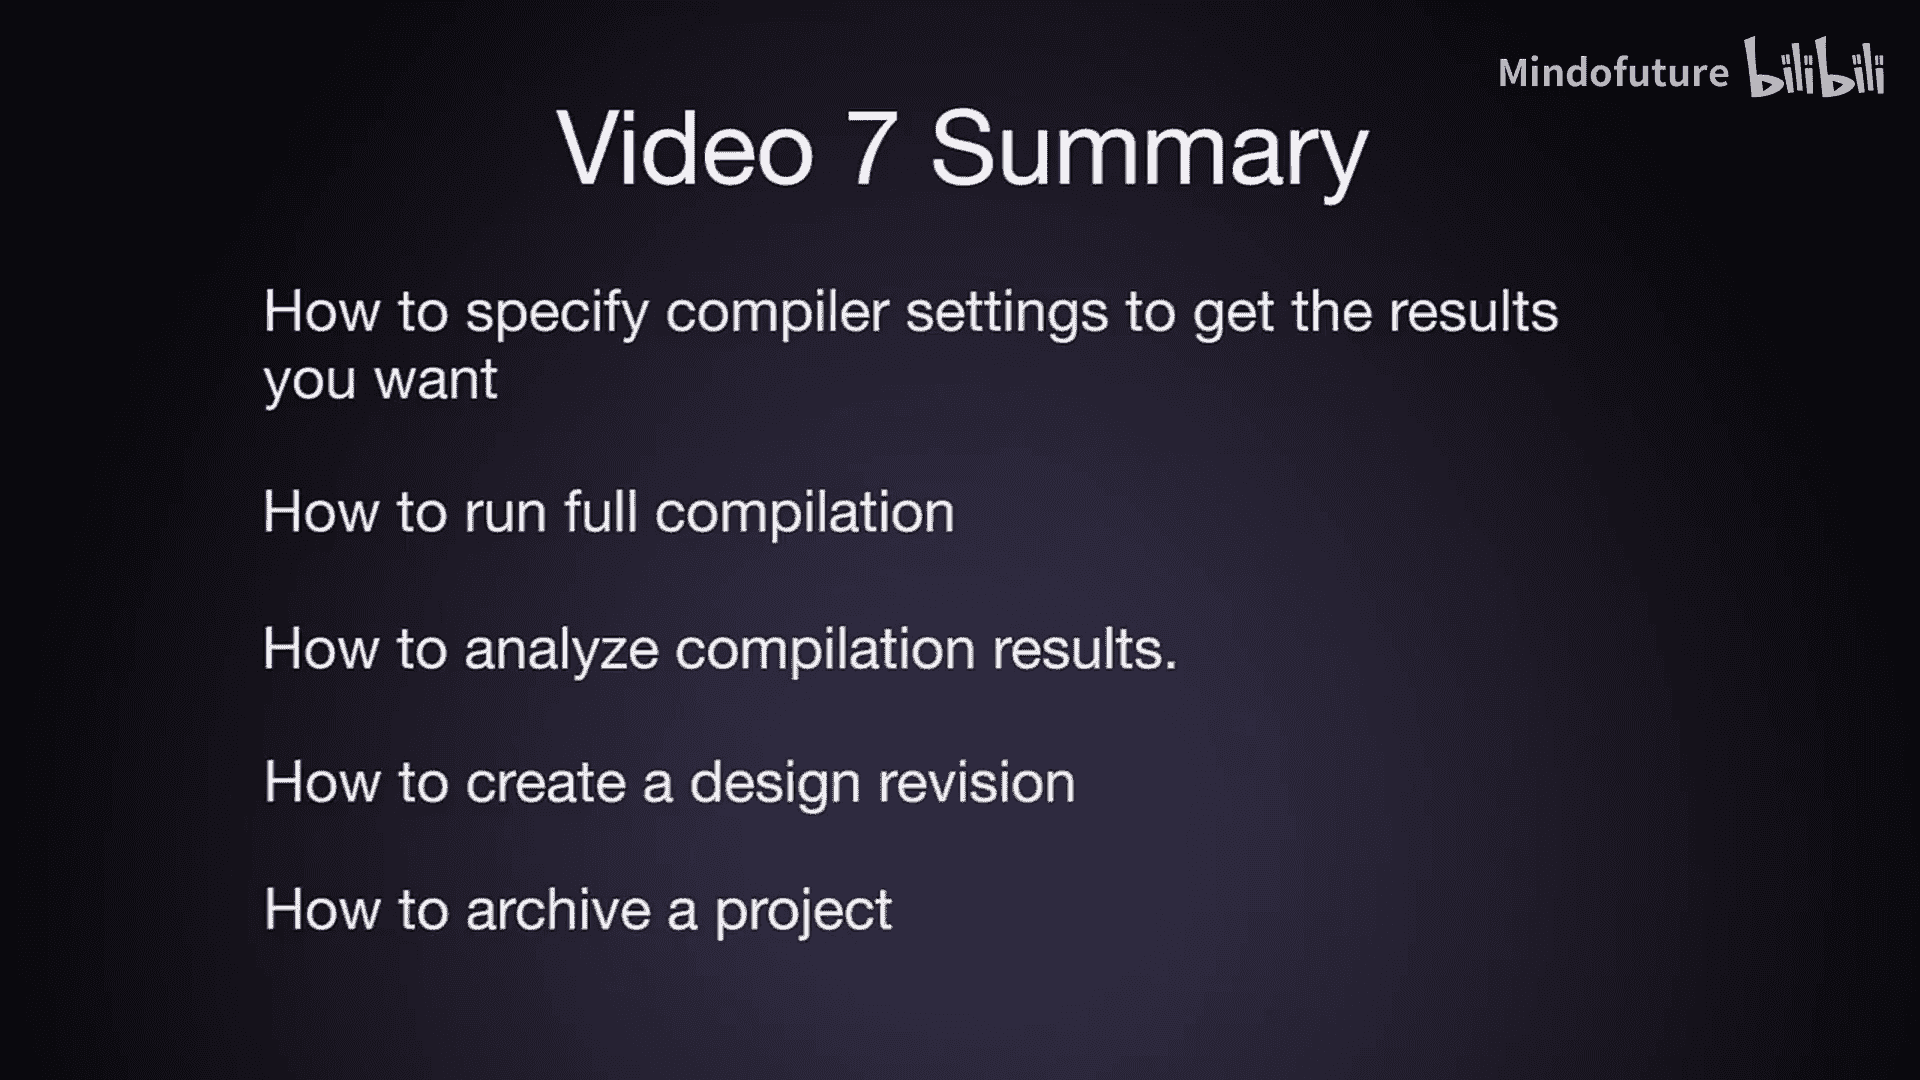 Mindofuture bilibili
Video 7 Summary
How to specify compiler settings to get the results
you want
How to run full compilation
How to analyze compilation results.
How to create a design revision
How to archive a project